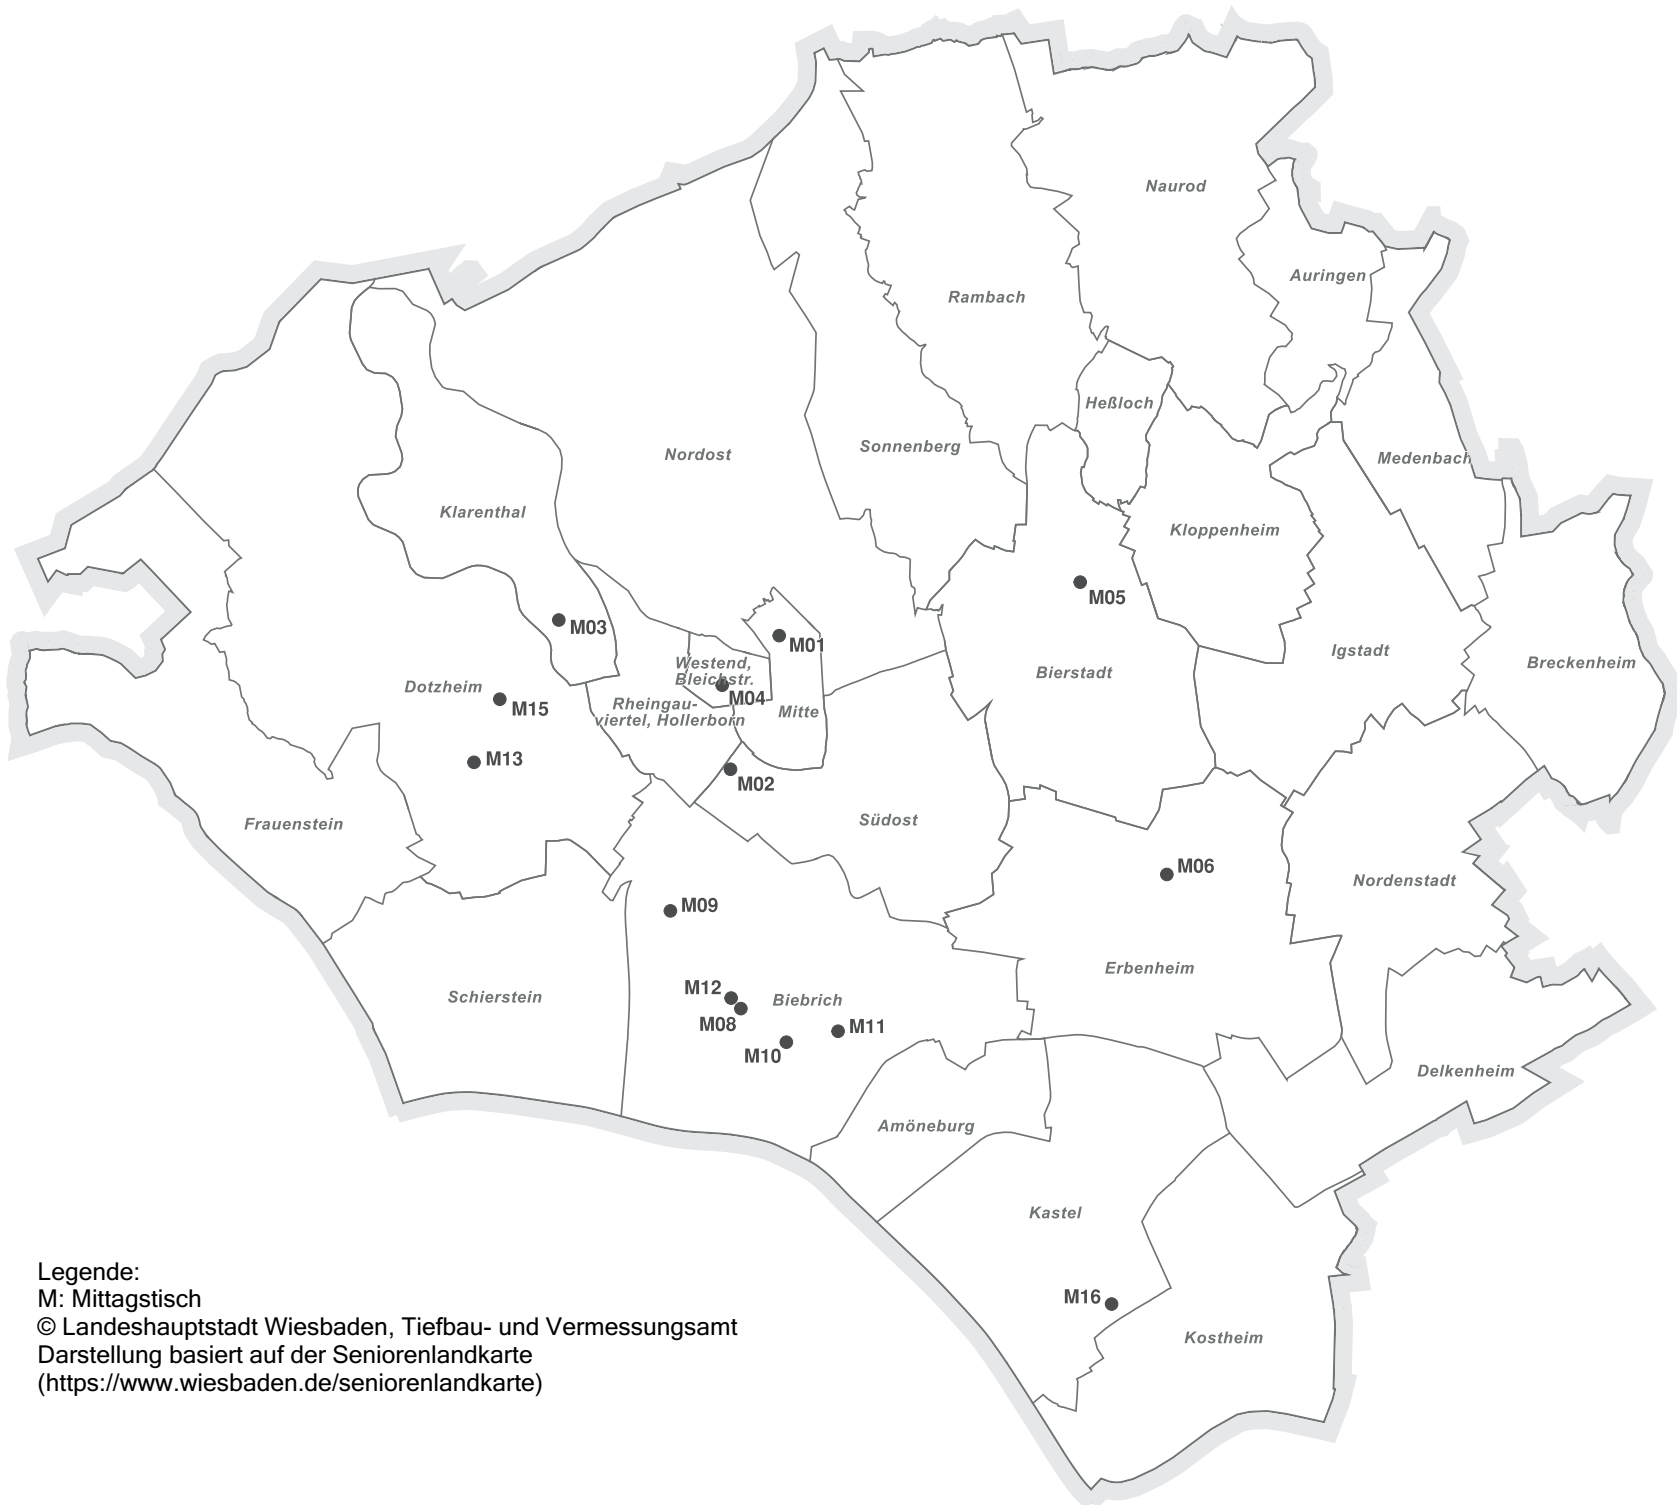 Naurod
Auringen
Rambach
Heßloch
Nordost
Sonnenberg
Medenbach
Klarenthal
Kloppenheim
M05
M03
M01
Igstadt
Westend,
Bleichstr.
Breckenheim
Bierstadt
Dotzheim
M04
Rheingau-
viertel, Hollerborn
M15
Mitte
M13
M02
Frauenstein
Südost
M06
Nordenstadt
M09
Erbenheim
M12
Schierstein
Biebrich
M08
M11
M10
Delkenheim
Amöneburg
Kastel
M16
Kostheim
Legende:
M: Mittagstisch
© Landeshauptstadt Wiesbaden, Tiefbau- und Vermessungsamt
Darstellung basiert auf der Seniorenlandkarte
(https://www.wiesbaden.de/seniorenlandkarte)